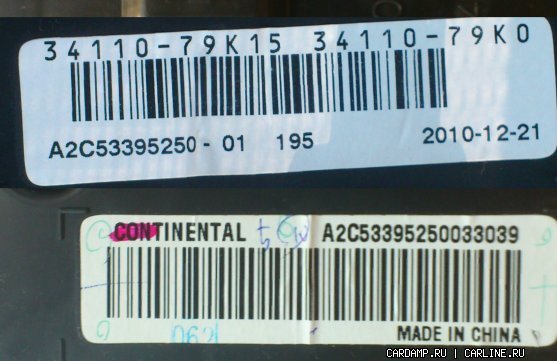 34110-79K15 34110-79K0
A2C53395250 - 01 195 2010-12-21
CONTINENTAL A2C53395250033039
MADE IN CHINA
CARDAMP.RU / CARLINE.RU